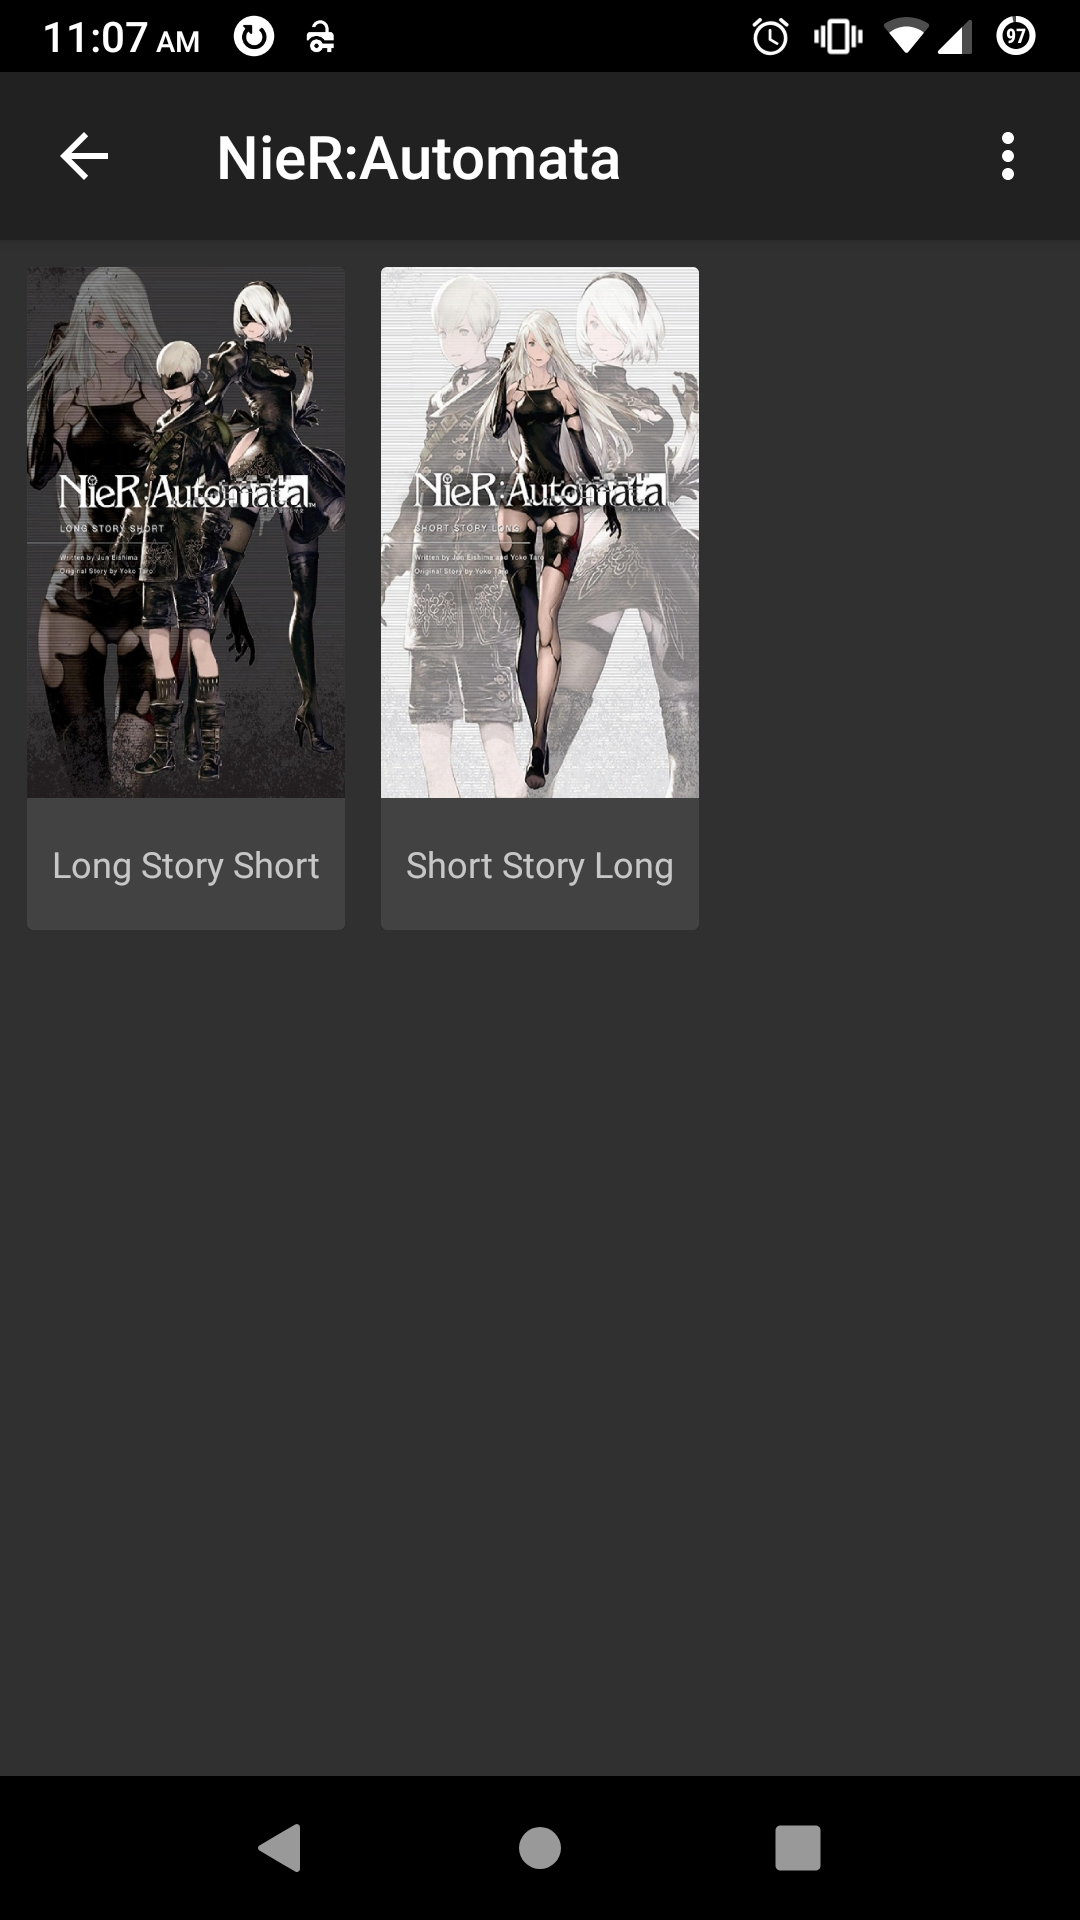 11:07 AM
97
NieR:Automata
NieR:Automata™
LONG STORY SHORT
Written by Jun Eishima
Original Story by Yoko Taro
NieR:Automata
SHORT STORY LONG
Written by Jun Eishima and Yoko Taro
Original Story by Yoko Taro
Long Story Short
Short Story Long